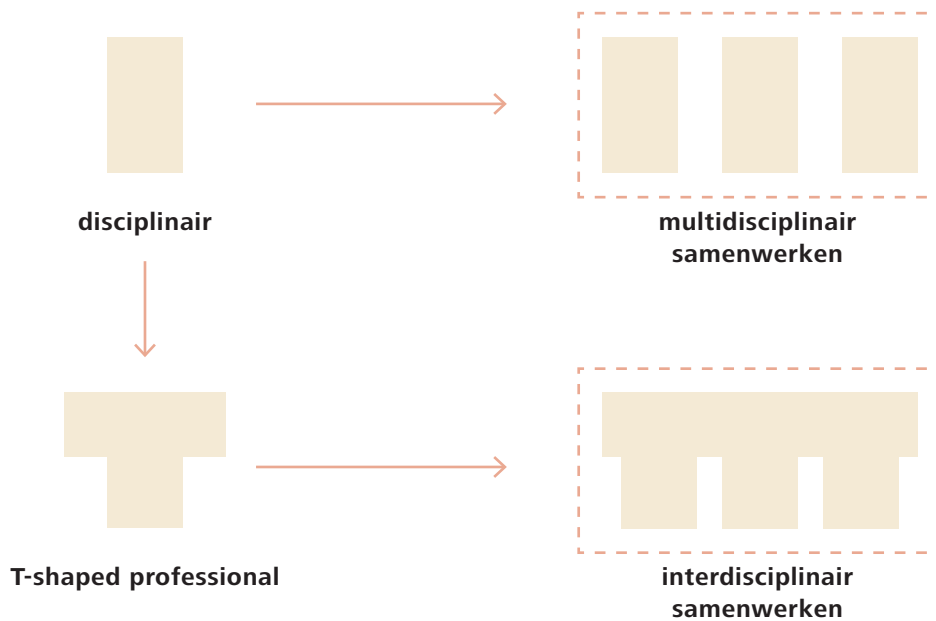 disciplinair
multidisciplinair
samenwerken
T-shaped professional
interdisciplinair
samenwerken